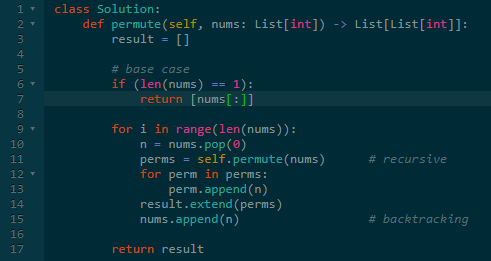 1 class Solution:
2     def permute(self, nums: List[int]) -> List[List[int]]:
3         result = []
4
5         # base case
6         if (len(nums) == 1):
7             return [nums[:]]
8
9         for i in range(len(nums)):
10             n = nums.pop(0)
11             perms = self.permute(nums)      # recursive
12             for perm in perms:
13                 perm.append(n)
14             result.extend(perms)
15             nums.append(n)                  # backtracking
16
17         return result